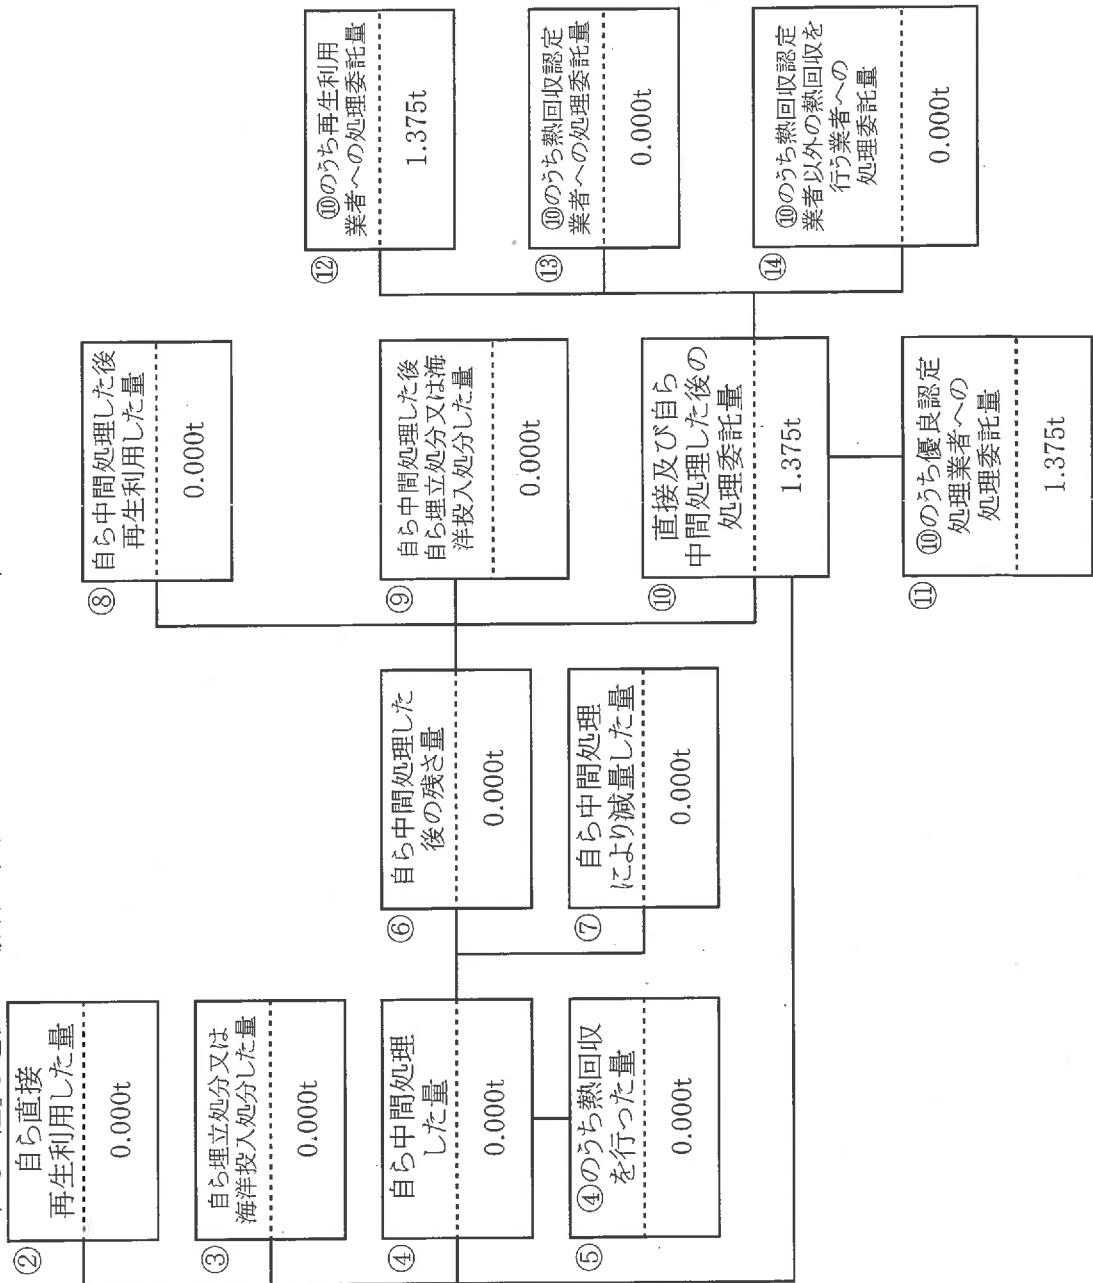 ②
自ら直接
再生利用した量
0.000t
③
自ら埋立処分又は
海洋投入処分した量
0.000t
④
自ら中間処理
した量
0.000t
⑤
④のうち熱回収
を行った量
0.000t
⑥
自ら中間処理した
後の残さ量
0.000t
⑦
自ら中間処理
により減量した量
0.000t
⑧
自ら中間処理した後
再生利用した量
0.000t
⑨
自ら中間処理した後
自ら埋立処分又は海
洋投入処分した量
0.000t
⑩
直接及び自ら
中間処理した後の
処理委託量
1.375t
⑪
⑩のうち優良認定
処理業者への
処理委託量
1.375t
⑫
⑩のうち再生利用
業者への処理委託量
1.375t
⑬
⑩のうち熱回収認定
業者への処理委託量
0.000t
⑭
⑩のうち熱回収認定
業者以外の熱回収を
行う業者への
処理委託量
0.000t